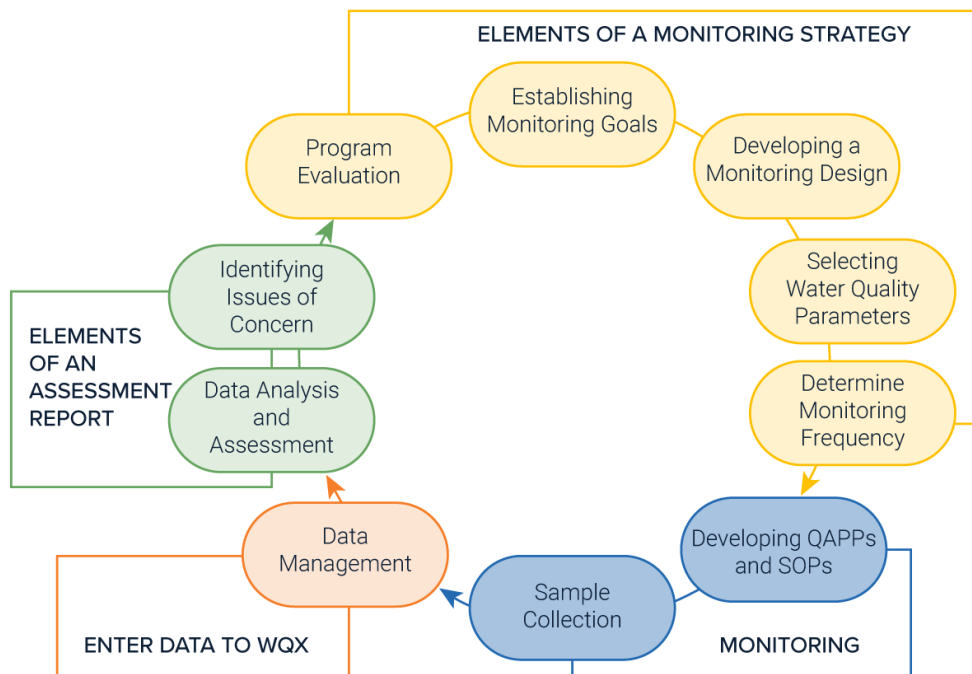 ELEMENTS OF A MONITORING STRATEGY
Establishing
Monitoring Goals
Program
Evaluation
Developing a
Monitoring Design
Identifying
Issues of
Concern
Selecting
Water Quality
Parameters
ELEMENTS
OF AN
ASSESSMENT
REPORT
Data Analysis
and
Assessment
Determine
Monitoring
Frequency
Data
Management
Developing QAPPs
and SOPs
Sample
Collection
ENTER DATA TO WQX
MONITORING